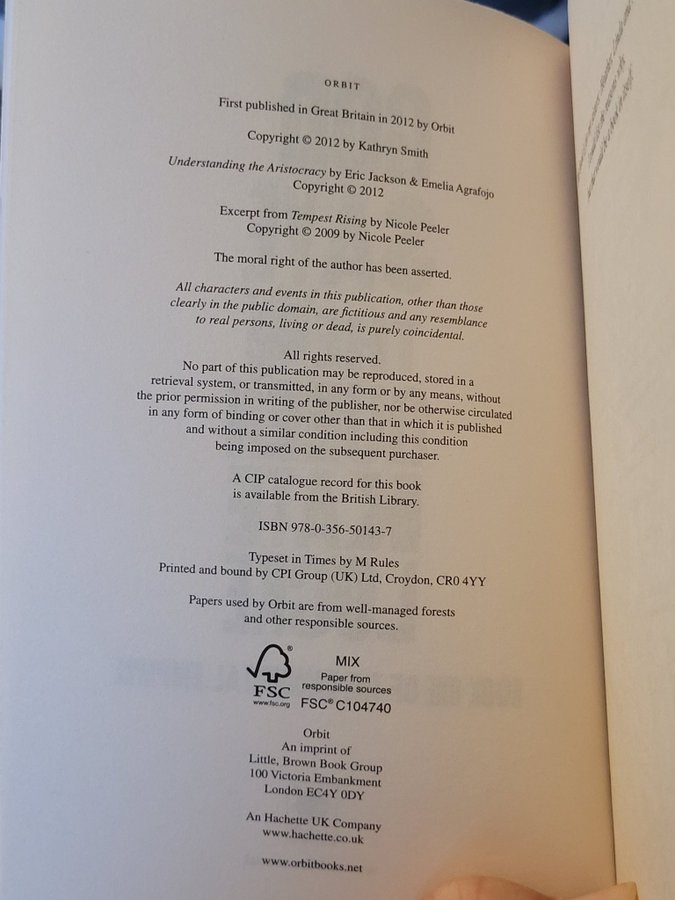 ORBIT
First published in Great Britain in 2012 by Orbit
Copyright © 2012 by Kathryn Smith
Understanding the Aristocracy by Eric Jackson & Emelia Agrafojo
Copyright © 2012
Excerpt from Tempest Rising by Nicole Peeler
Copyright © 2009 by Nicole Peeler
The moral right of the author has been asserted.
All characters and events in this publication, other than those
clearly in the public domain, are fictitious and any resemblance
to real persons, living or dead, is purely coincidental.
All rights reserved.
No part of this publication may be reproduced, stored in a
retrieval system, or transmitted, in any form or by any means, without
the prior permission in writing of the publisher, nor be otherwise circulated
in any form of binding or cover other than that in which it is published
and without a similar condition including this condition
being imposed on the subsequent purchaser.
A CIP catalogue record for this book
is available from the British Library.
ISBN 978-0-356-50143-7
Typeset in Times by M Rules
Printed and bound by CPI Group (UK) Ltd, Croydon, CR0 4YY
Papers used by Orbit are from well-managed forests
and other responsible sources.
®
FSC
www.fsc.org
MIX
Paper from
responsible sources
FSC® C104740
Orbit
An imprint of
Little, Brown Book Group
100 Victoria Embankment
London EC4Y 0DY
An Hachette UK Company
www.hachette.co.uk
www.orbitbooks.net